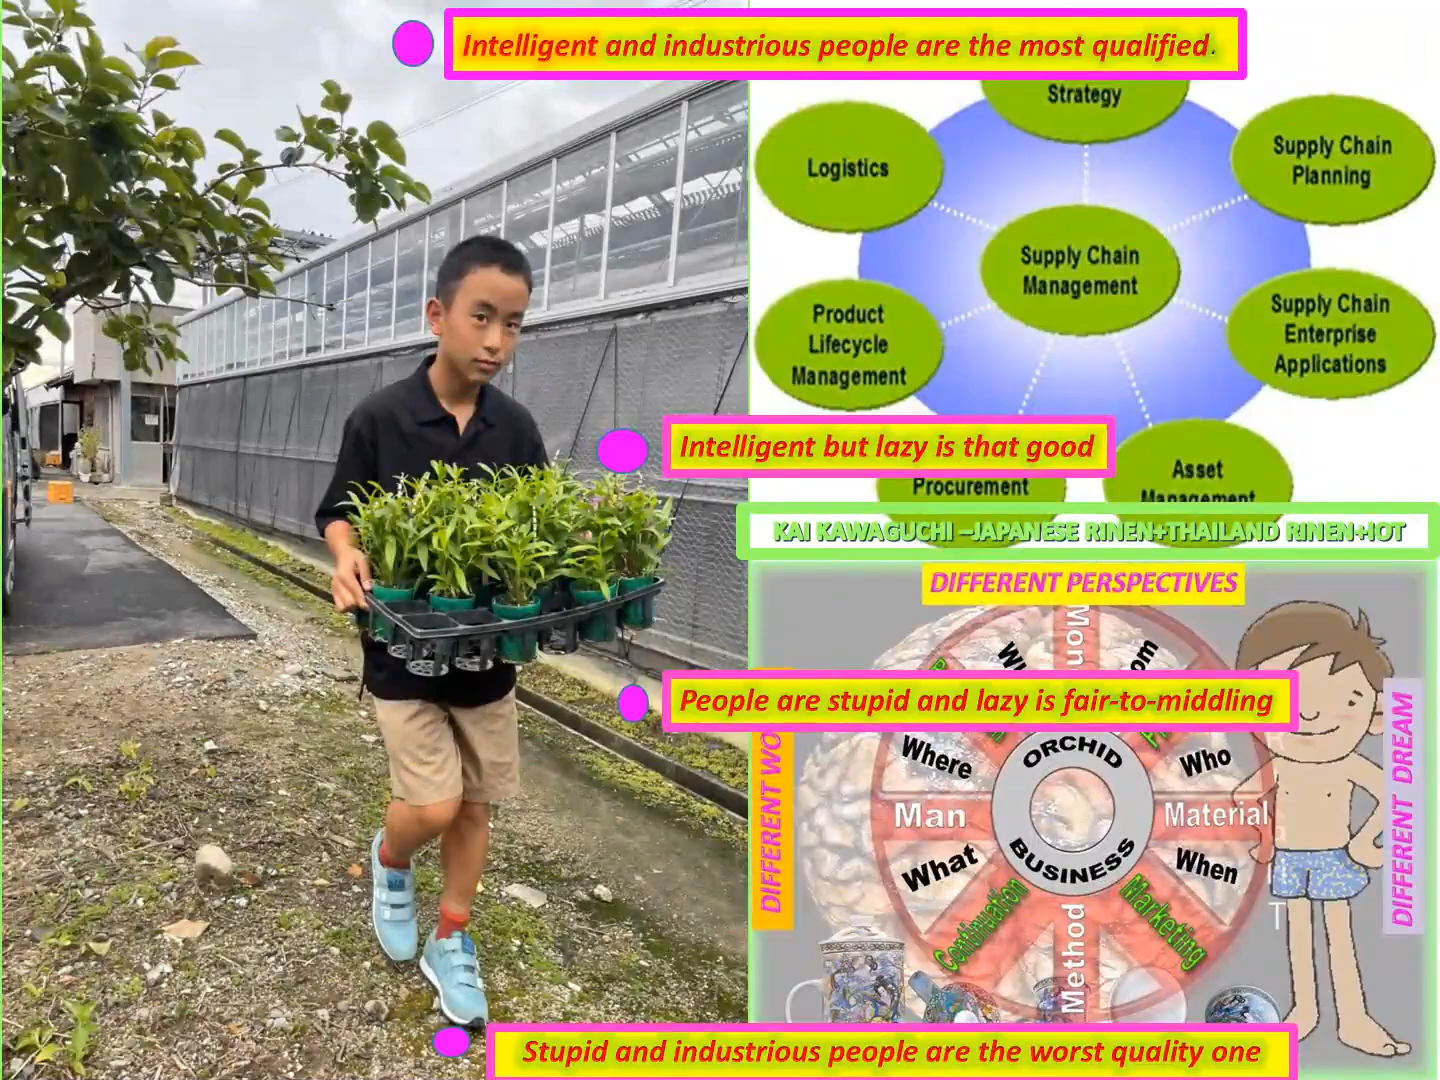 Intelligent and industrious people are the most qualified.
Strategy
Logistics
Supply Chain
Planning
Supply Chain
Management
Product
Lifecycle
Management
Supply Chain
Enterprise
Applications
Intelligent but lazy is that good
Procurement
Asset
Management
KAI KAWAGUCHI –JAPANESE RINEN+THAILAND RINEN+IOT
DIFFERENT PERSPECTIVES
People are stupid and lazy is fair-to-middling
DIFFERENT
DIFFERENT DREAM
ORCHID
BUSINESS
Where
Who
Man
Material
What
When
Continuation
Marketing
Method
Stupid and industrious people are the worst quality one